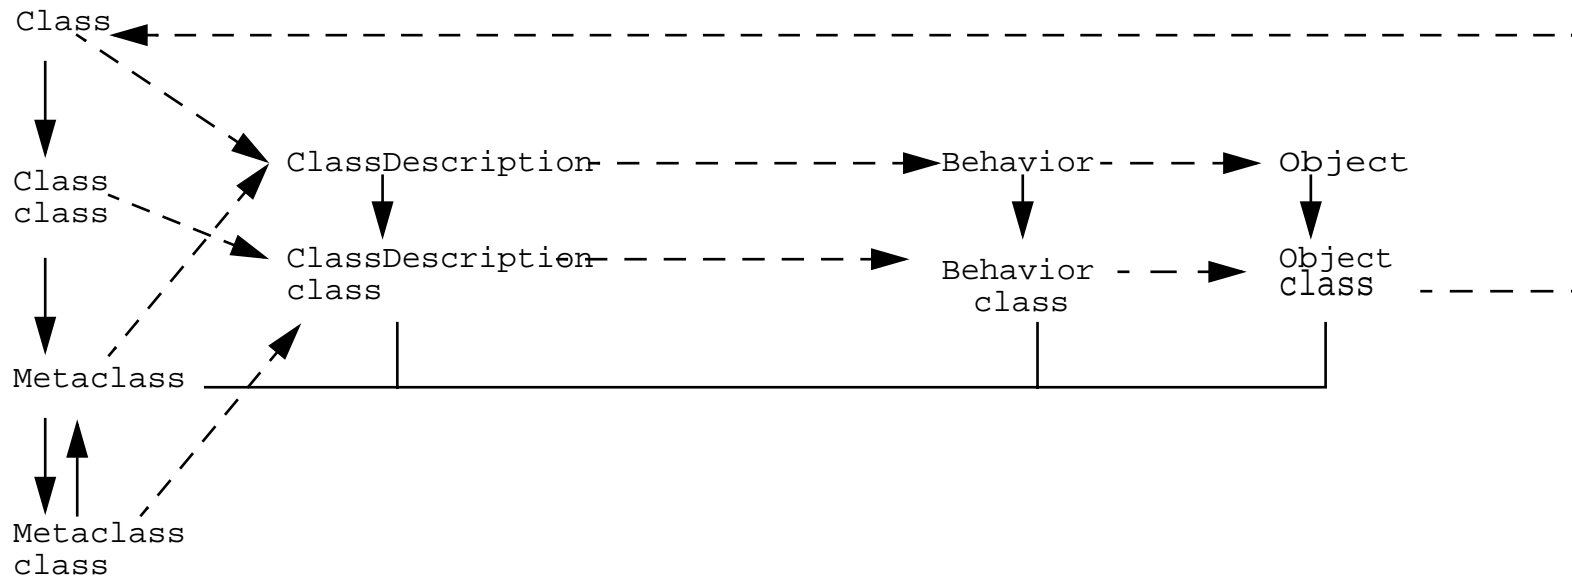 Class
ClassDescription
Behavior
Object
Class
class
ClassDescription
class
Behavior
class
Object
class
Metaclass
Metaclass
class